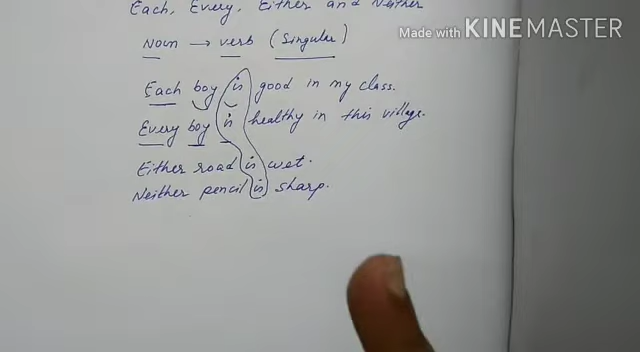 Each, Every, Either and Neither
Made with KINEMASTER
Noun → verb (Singular)
Each boy is good in my class.
Every boy is healthy in this village.
Either road is wet.
Neither pencil is sharp.